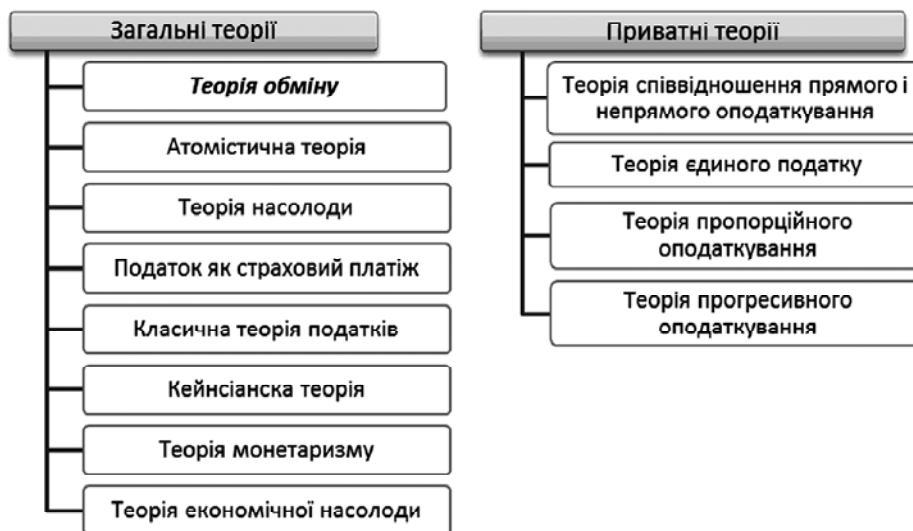 Загальні теорії
Теорія обміну
Атомістична теорія
Теорія насолоди
Податок як страховий платіж
Класична теорія податків
Кейнсіанска теорія
Теорія монетаризму
Теорія економічної насолоди
Приватні теорії
Теорія співвідношення прямого і
непрямого оподаткування
Теорія єдиного податку
Теорія пропорційного
оподаткування
Теорія прогресивного
оподаткування